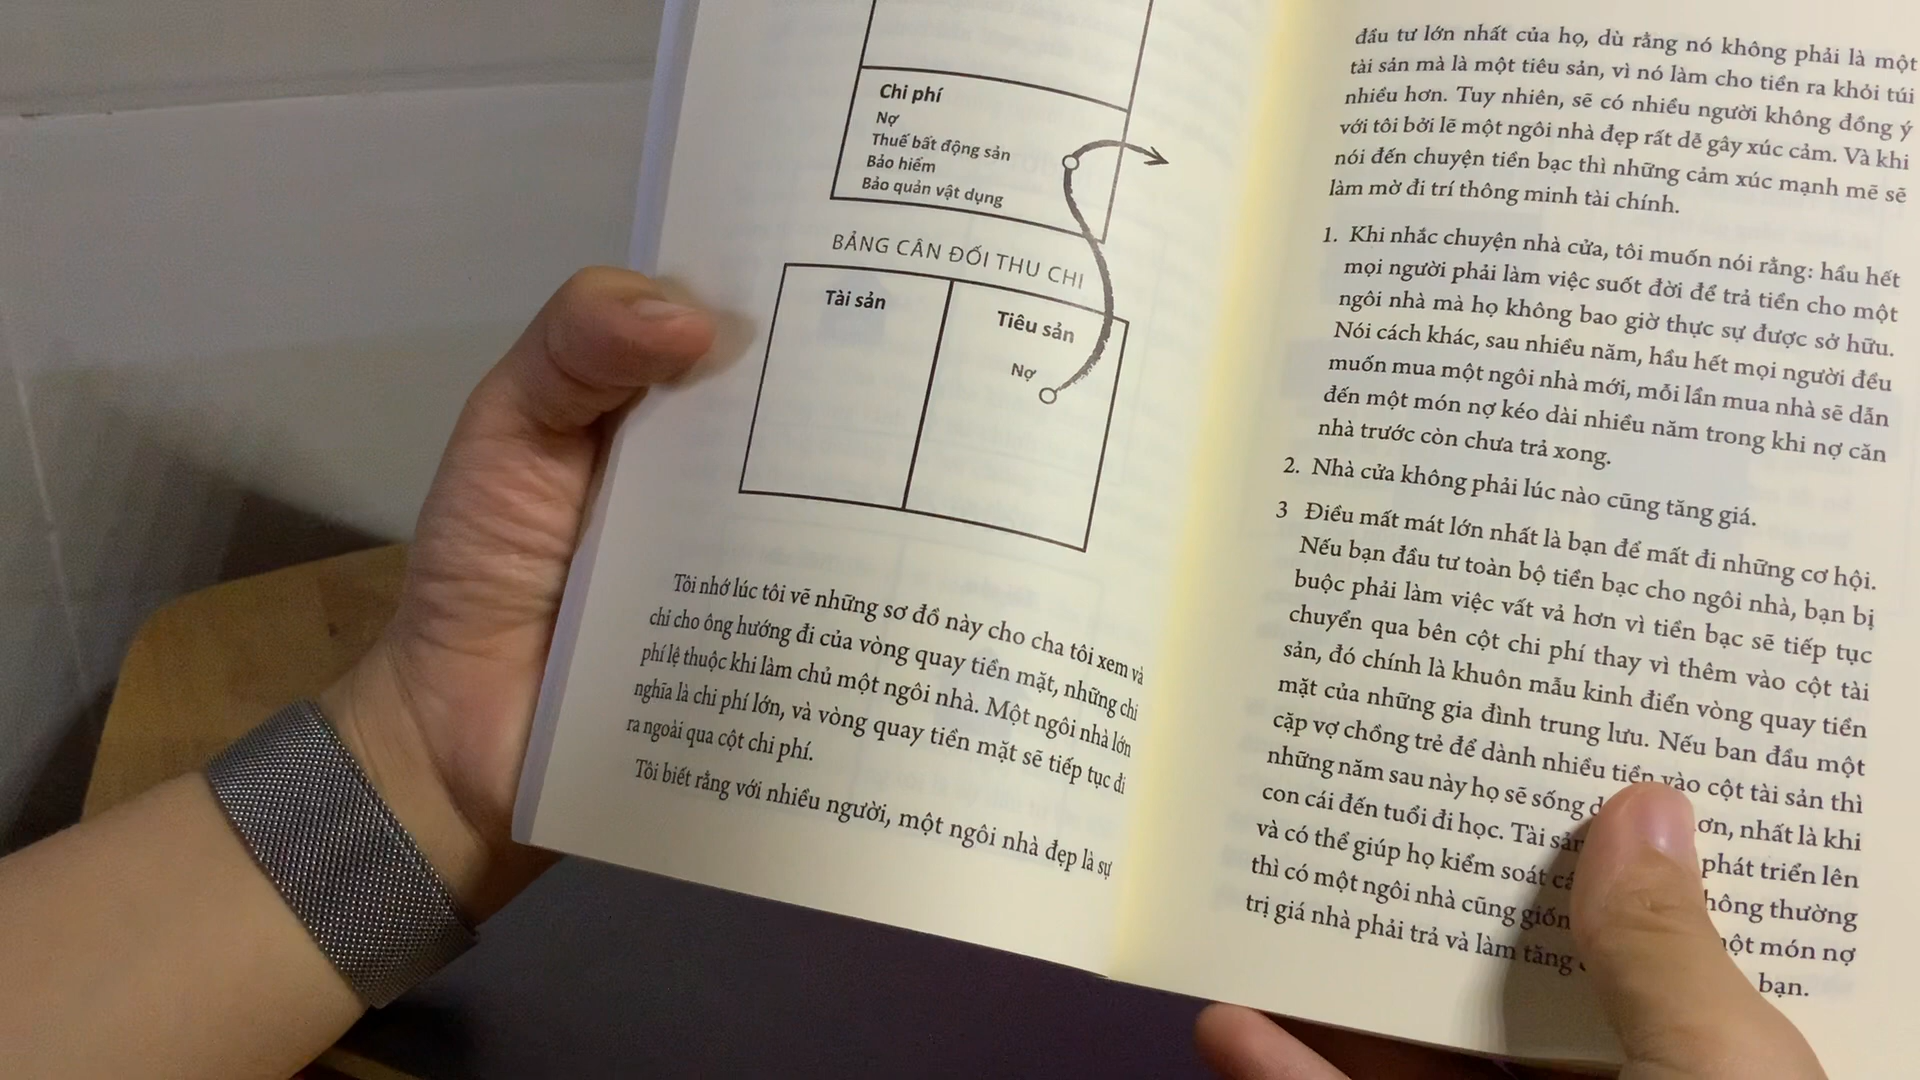 Chi phí
Nợ
Thuế bất động sản
Bảo hiểm
Bảo quản vật dụng
BẢNG CÂN ĐỐI THU CHI
Tài sản
Tiêu sản
Nợ
Tôi nhớ lúc tôi vẽ những sơ đồ này cho cha tôi xem và
chỉ cho ông hướng đi của vòng quay tiền mặt, những chi
phí lệ thuộc khi làm chủ một ngôi nhà. Một ngôi nhà lớn
nghĩa là chi phí lớn, và vòng quay tiền mặt sẽ tiếp tục đi
ra ngoài qua cột chi phí.
Tôi biết rằng với nhiều người, một ngôi nhà đẹp là sự
đầu tư lớn nhất của họ, dù rằng nó không phải là một
tài sản mà là một tiêu sản, vì nó làm cho tiền ra khỏi túi
nhiều hơn. Tuy nhiên, sẽ có nhiều người không đồng ý
với tôi bởi lẽ một ngôi nhà đẹp rất dễ gây xúc cảm. Và khi
nói đến chuyện tiền bạc thì những cảm xúc mạnh mẽ sẽ
làm mờ đi trí thông minh tài chính.
1. Khi nhắc chuyện nhà cửa, tôi muốn nói rằng: hầu hết
mọi người phải làm việc suốt đời để trả tiền cho một
ngôi nhà mà họ không bao giờ thực sự được sở hữu.
Nói cách khác, sau nhiều năm, hầu hết mọi người đều
muốn mua một ngôi nhà mới, mỗi lần mua nhà sẽ dẫn
đến một món nợ kéo dài nhiều năm trong khi nợ căn
nhà trước còn chưa trả xong.
2. Nhà cửa không phải lúc nào cũng tăng giá.
3 Điều mất mát lớn nhất là bạn để mất đi những cơ hội.
Nếu bạn đầu tư toàn bộ tiền bạc cho ngôi nhà, bạn bị
buộc phải làm việc vất vả hơn vì tiền bạc sẽ tiếp tục
chuyển qua bên cột chi phí thay vì thêm vào cột tài
sản, đó chính là khuôn mẫu kinh điển vòng quay tiền
mặt của những gia đình trung lưu. Nếu ban đầu một
cặp vợ chồng trẻ để dành nhiều tiền vào cột tài sản thì
những năm sau này họ sẽ sống hơn, nhất là khi
con cái đến tuổi đi học. Tài sản phát triển lên
và có thể giúp họ kiểm soát thông thường
thì có một ngôi nhà cũng một món nợ
trị giá nhà phải trả và làm tăng bạn.